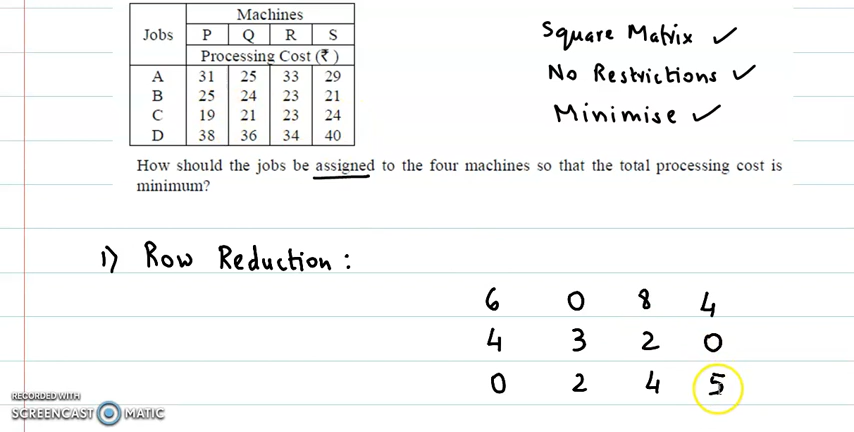 Machines
Jobs P Q R S
Processing Cost (₹)
A 31 25 33 29
B 25 24 23 21
C 19 21 23 24
D 38 36 34 40
Square Matrix ✓
No Restrictions ✓
Minimise ✓
How should the jobs be assigned to the four machines so that the total processing cost is
minimum?
1) Row Reduction :
6 0 8 4
4 3 2 0
0 2 4 5
RECORDED WITH
SCREENCAST MATIC